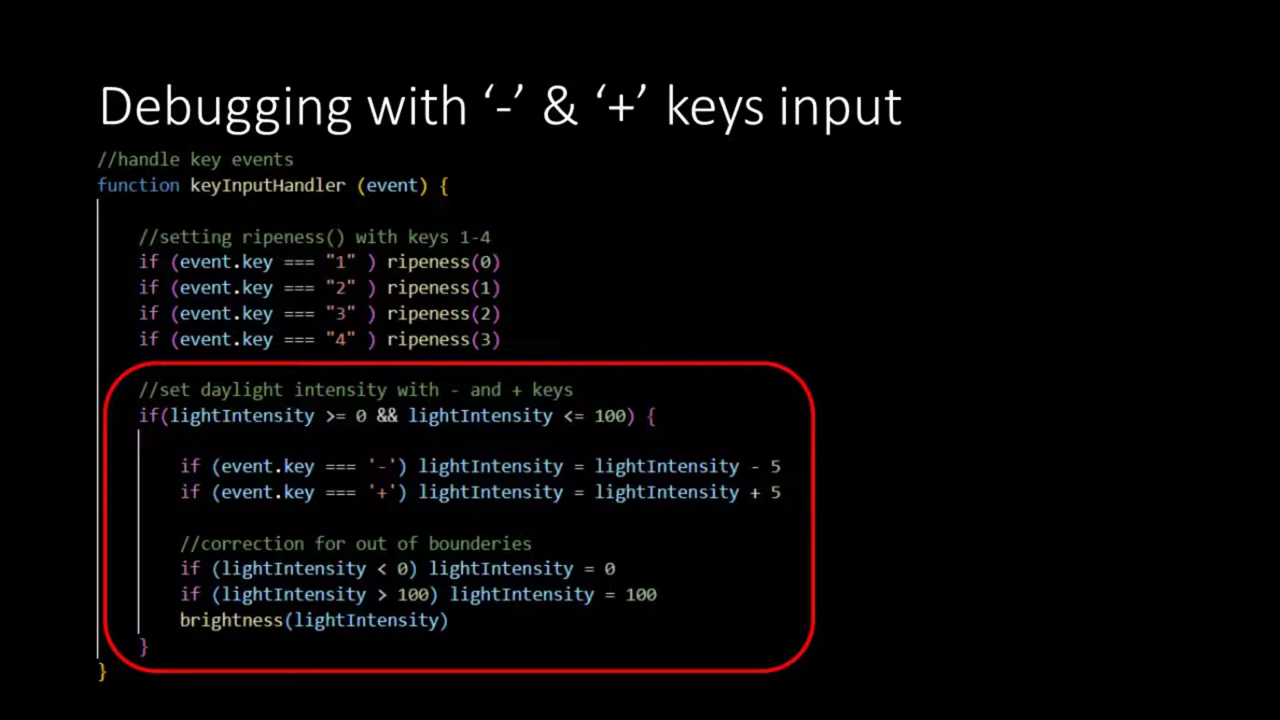 Debugging with ‘-’ & ‘+’ keys input
//handle key events
function keyInputHandler (event) {
//setting ripeness() with keys 1-4
if (event.key === "1" ) ripeness(0)
if (event.key === "2" ) ripeness(1)
if (event.key === "3" ) ripeness(2)
if (event.key === "4" ) ripeness(3)
//set daylight intensity with - and + keys
if(lightIntensity >= 0 && lightIntensity <= 100) {
if (event.key === '-') lightIntensity = lightIntensity - 5
if (event.key === '+') lightIntensity = lightIntensity + 5
//correction for out of bounderies
if (lightIntensity < 0) lightIntensity = 0
if (lightIntensity > 100) lightIntensity = 100
brightness(lightIntensity)
}
}